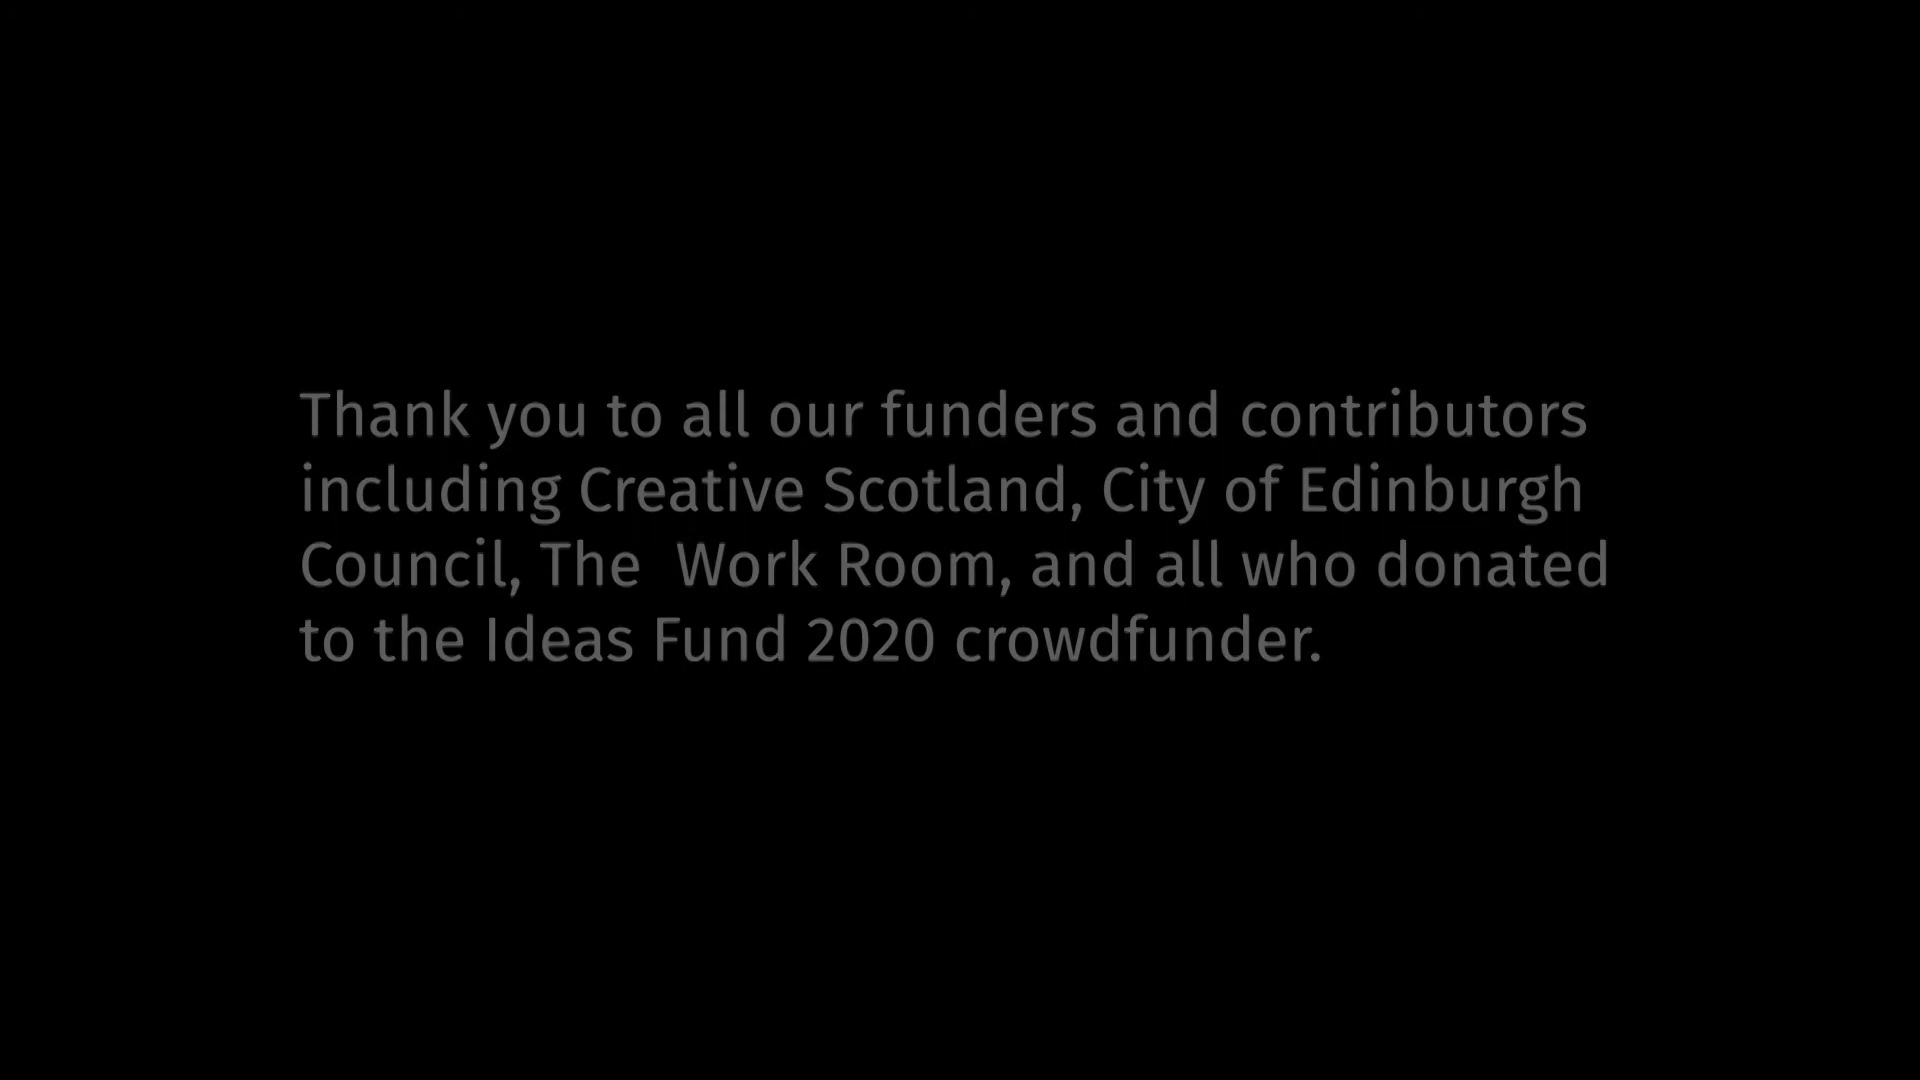 Thank you to all our funders and contributors
including Creative Scotland, City of Edinburgh
Council, The  Work Room, and all who donated
to the Ideas Fund 2020 crowdfunder.